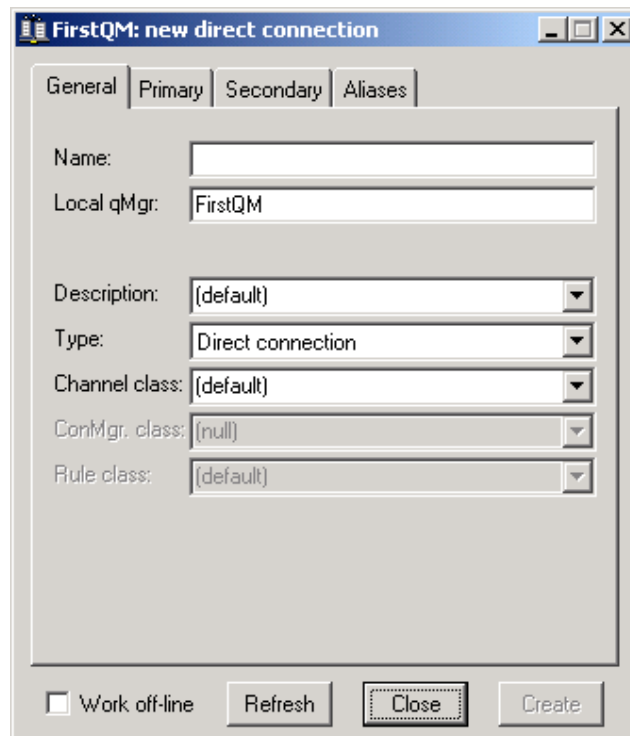 FirstQM: new direct connection
General Primary Secondary Aliases
Name:
Local qMgr: FirstQM
Description: (default)
Type: Direct connection
Channel class: (default)
ConMgr. class: (null)
Rule class: (default)
Work off-line Refresh Close Create